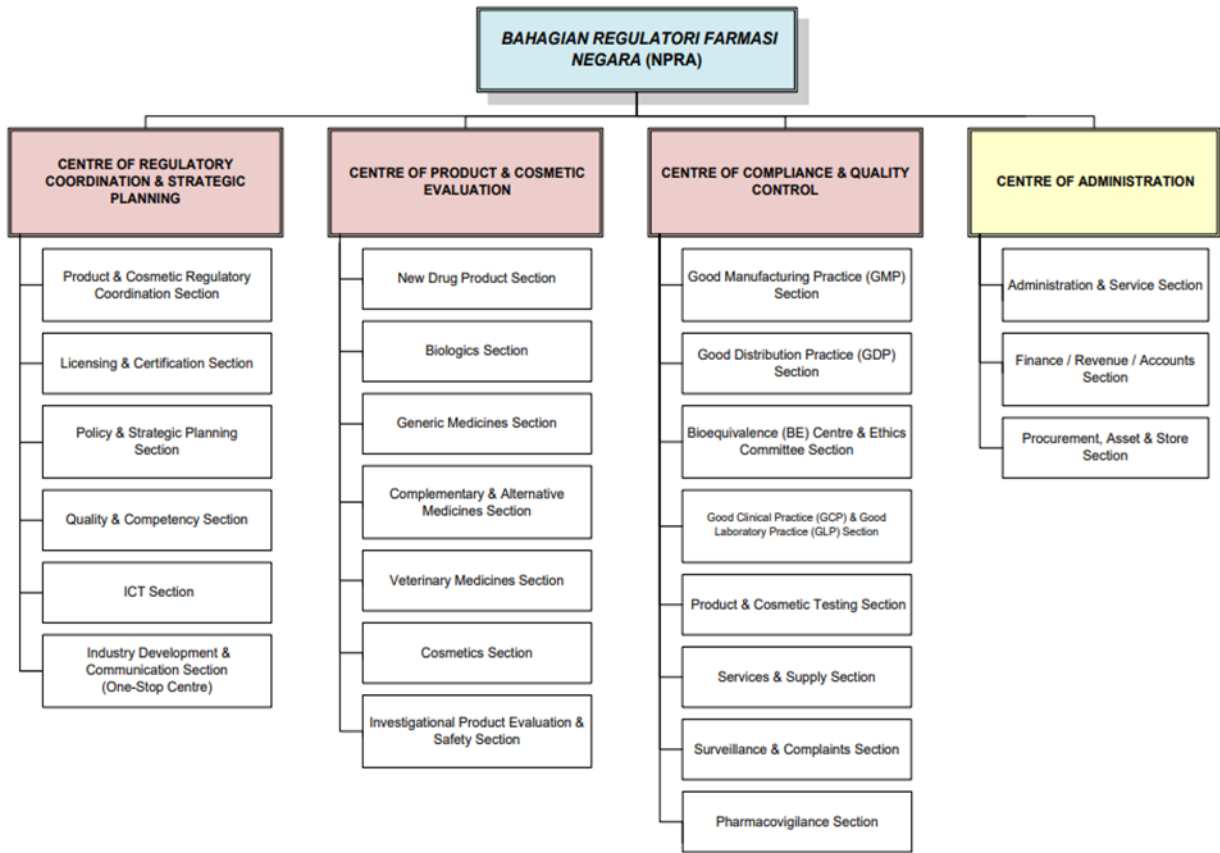 BAHAGIAN REGULATORI FARMASI
NEGARA (NPRA)
CENTRE OF REGULATORY
COORDINATION & STRATEGIC
PLANNING
Product & Cosmetic Regulatory
Coordination Section
Licensing & Certification Section
Policy & Strategic Planning
Section
Quality & Competency Section
ICT Section
Industry Development &
Communication Section
(One-Stop Centre)
CENTRE OF PRODUCT & COSMETIC
EVALUATION
New Drug Product Section
Biologics Section
Generic Medicines Section
Complementary & Alternative
Medicines Section
Veterinary Medicines Section
Cosmetics Section
Investigational Product Evaluation &
Safety Section
CENTRE OF COMPLIANCE & QUALITY
CONTROL
Good Manufacturing Practice (GMP)
Section
Good Distribution Practice (GDP)
Section
Bioequivalence (BE) Centre & Ethics
Committee Section
Good Clinical Practice (GCP) & Good
Laboratory Practice (GLP) Section
Product & Cosmetic Testing Section
Services & Supply Section
Surveillance & Complaints Section
Pharmacovigilance Section
CENTRE OF ADMINISTRATION
Administration & Service Section
Finance / Revenue / Accounts
Section
Procurement, Asset & Store
Section